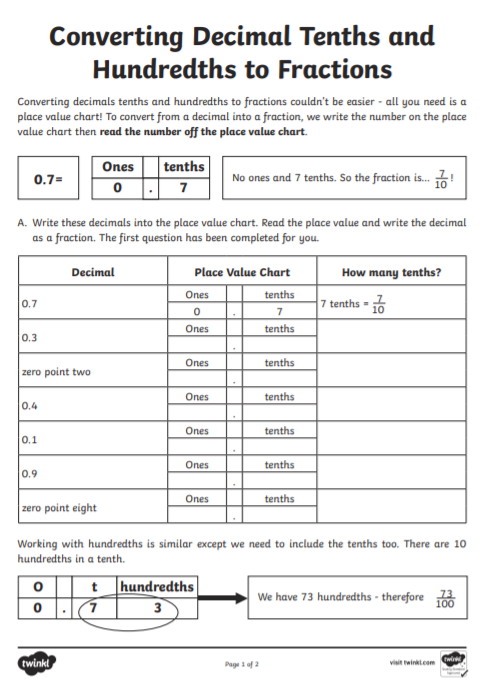 Converting Decimal Tenths and
Hundredths to Fractions
Converting decimals tenths and hundredths to fractions couldn't be easier - all you need is a
place value chart! To convert from a decimal into a fraction, we write the number on the place
value chart then read the number off the place value chart.
0.7=
Ones tenths
0 . 7
No ones and 7 tenths. So the fraction is... 7/10 !
A. Write these decimals into the place value chart. Read the place value and write the decimal
as a fraction. The first question has been completed for you.
Decimal Place Value Chart How many tenths?
0.7
Ones tenths
0 . 7
7 tenths = 7/10
0.3
Ones tenths
.
zero point two
Ones tenths
.
0.4
Ones tenths
.
0.1
Ones tenths
.
0.9
Ones tenths
.
zero point eight
Ones tenths
.
Working with hundredths is similar except we need to include the tenths too. There are 10
hundredths in a tenth.
O t hundredths
0 . 7 3
We have 73 hundredths - therefore 73/100
twinkl
Page 1 of 2
visit twinkl.com
twinkl